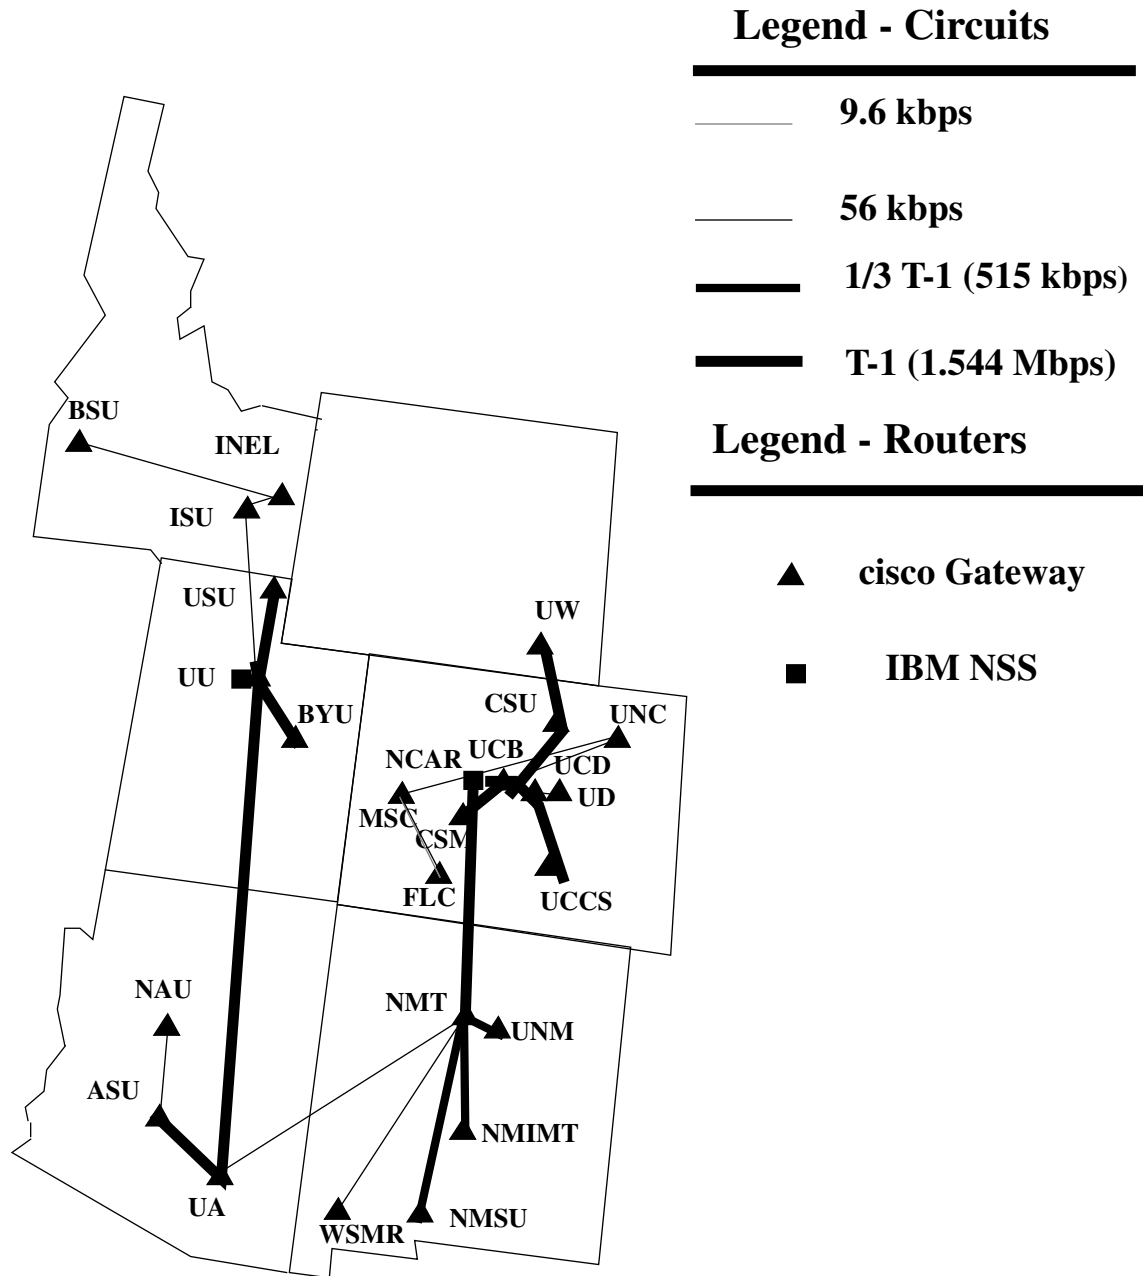 Legend - Circuits
9.6 kbps
56 kbps
1/3 T-1 (515 kbps)
T-1 (1.544 Mbps)
Legend - Routers
cisco Gateway
IBM NSS
BSU
INEL
ISU
USU
UU
BYU
UW
CSU
UNC
UCB
NCAR
UCD
UD
MSC
CSM
FLC
UCCS
NAU
NMT
UNM
ASU
NMIMT
UA
NMSU
WSMR